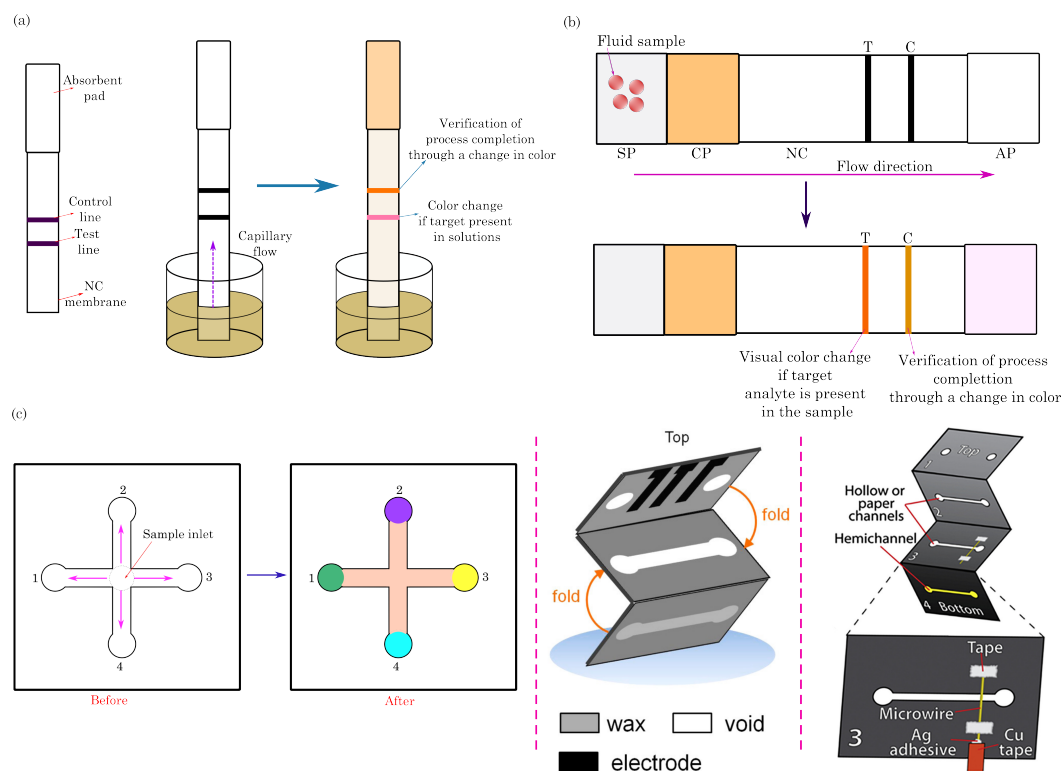 (a)
Absorbent
pad
Control
line
Test
line
NC
membrane
Capillary
flow
Verification of
process completion
through a change in color
Color change
if target present
in solutions
(b)
Fluid sample
T
C
SP
CP
NC
AP
Flow direction
T
C
Visual color change
if target
analyte is present
in the sample
Verification of process
complettion
through a change in color
(c)
2
Sample inlet
1
3
4
Before
2
1
3
4
After
Top
fold
fold
wax
void
electrode
Top
1
Hollow or
paper
channels
2
Hemichannel
3
4 Bottom
Tape
Microwire
3
Ag
adhesive
Cu
tape